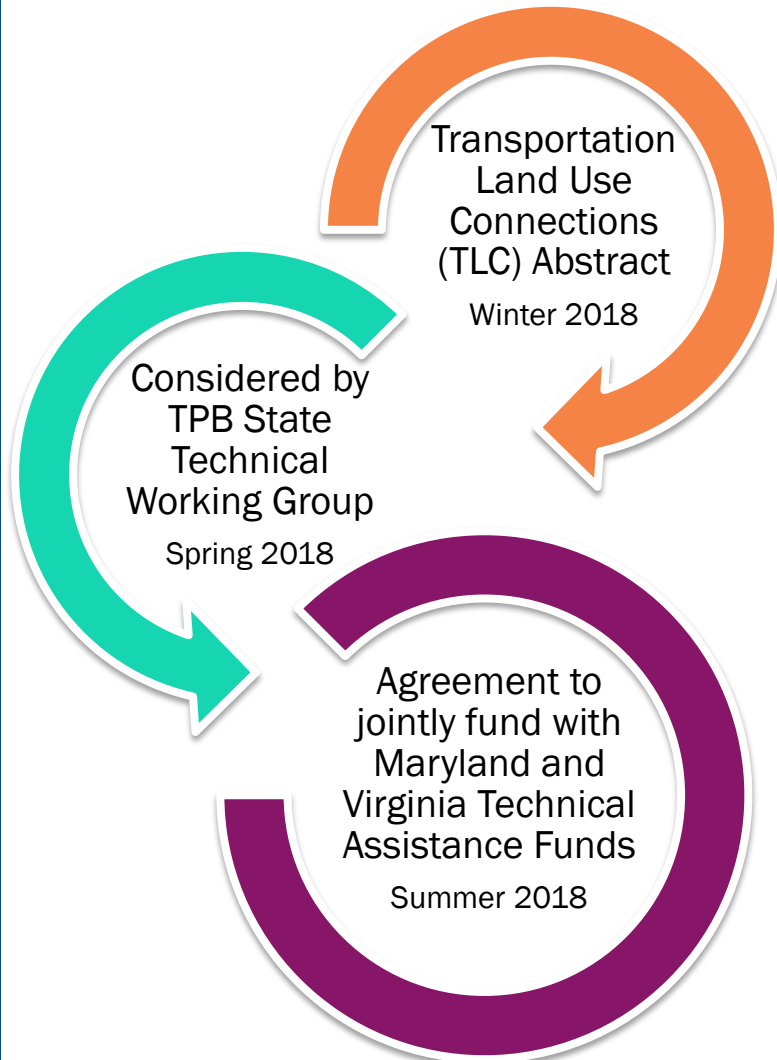 Transportation
Land Use
Connections
(TLC) Abstract
Winter 2018
Considered by
TPB State
Technical
Working Group
Spring 2018
Agreement to
jointly fund with
Maryland and
Virginia Technical
Assistance Funds
Summer 2018